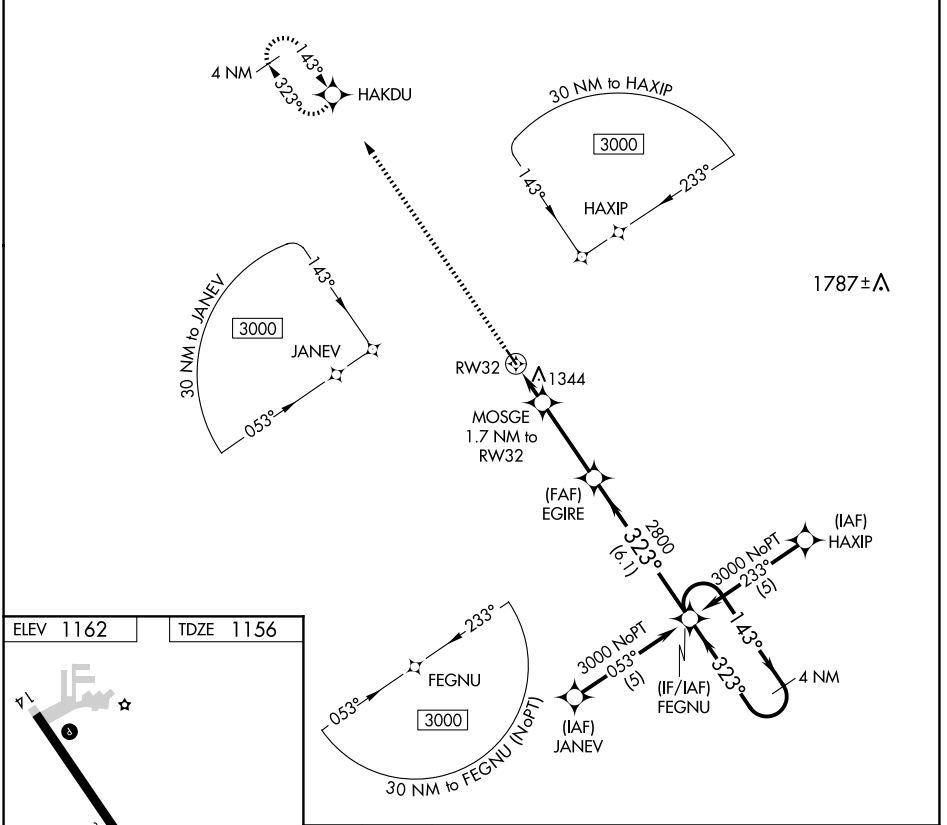 4 NM
143°
323°
HAKDU
30 NM to HAXIP
3000
143°
233°
HAXIP
1787±
30 NM to JANEV
143°
3000
JANEV
053°
RW32
1344
MOSGE
1.7 NM to
RW32
(FAF)
EGIRE
2800
323°
(6.1)
(IAF)
HAXIP
3000 NoPT
233°
(5)
143°
323°
4 NM
3000 NoPT
053°
(5)
(IF/IAF)
FEGNU
(IAF)
JANEV
233°
FEGNU
053°
3000
30 NM to FEGNU (NoPT)
ELEV 1162
TDZE 1156
14
P